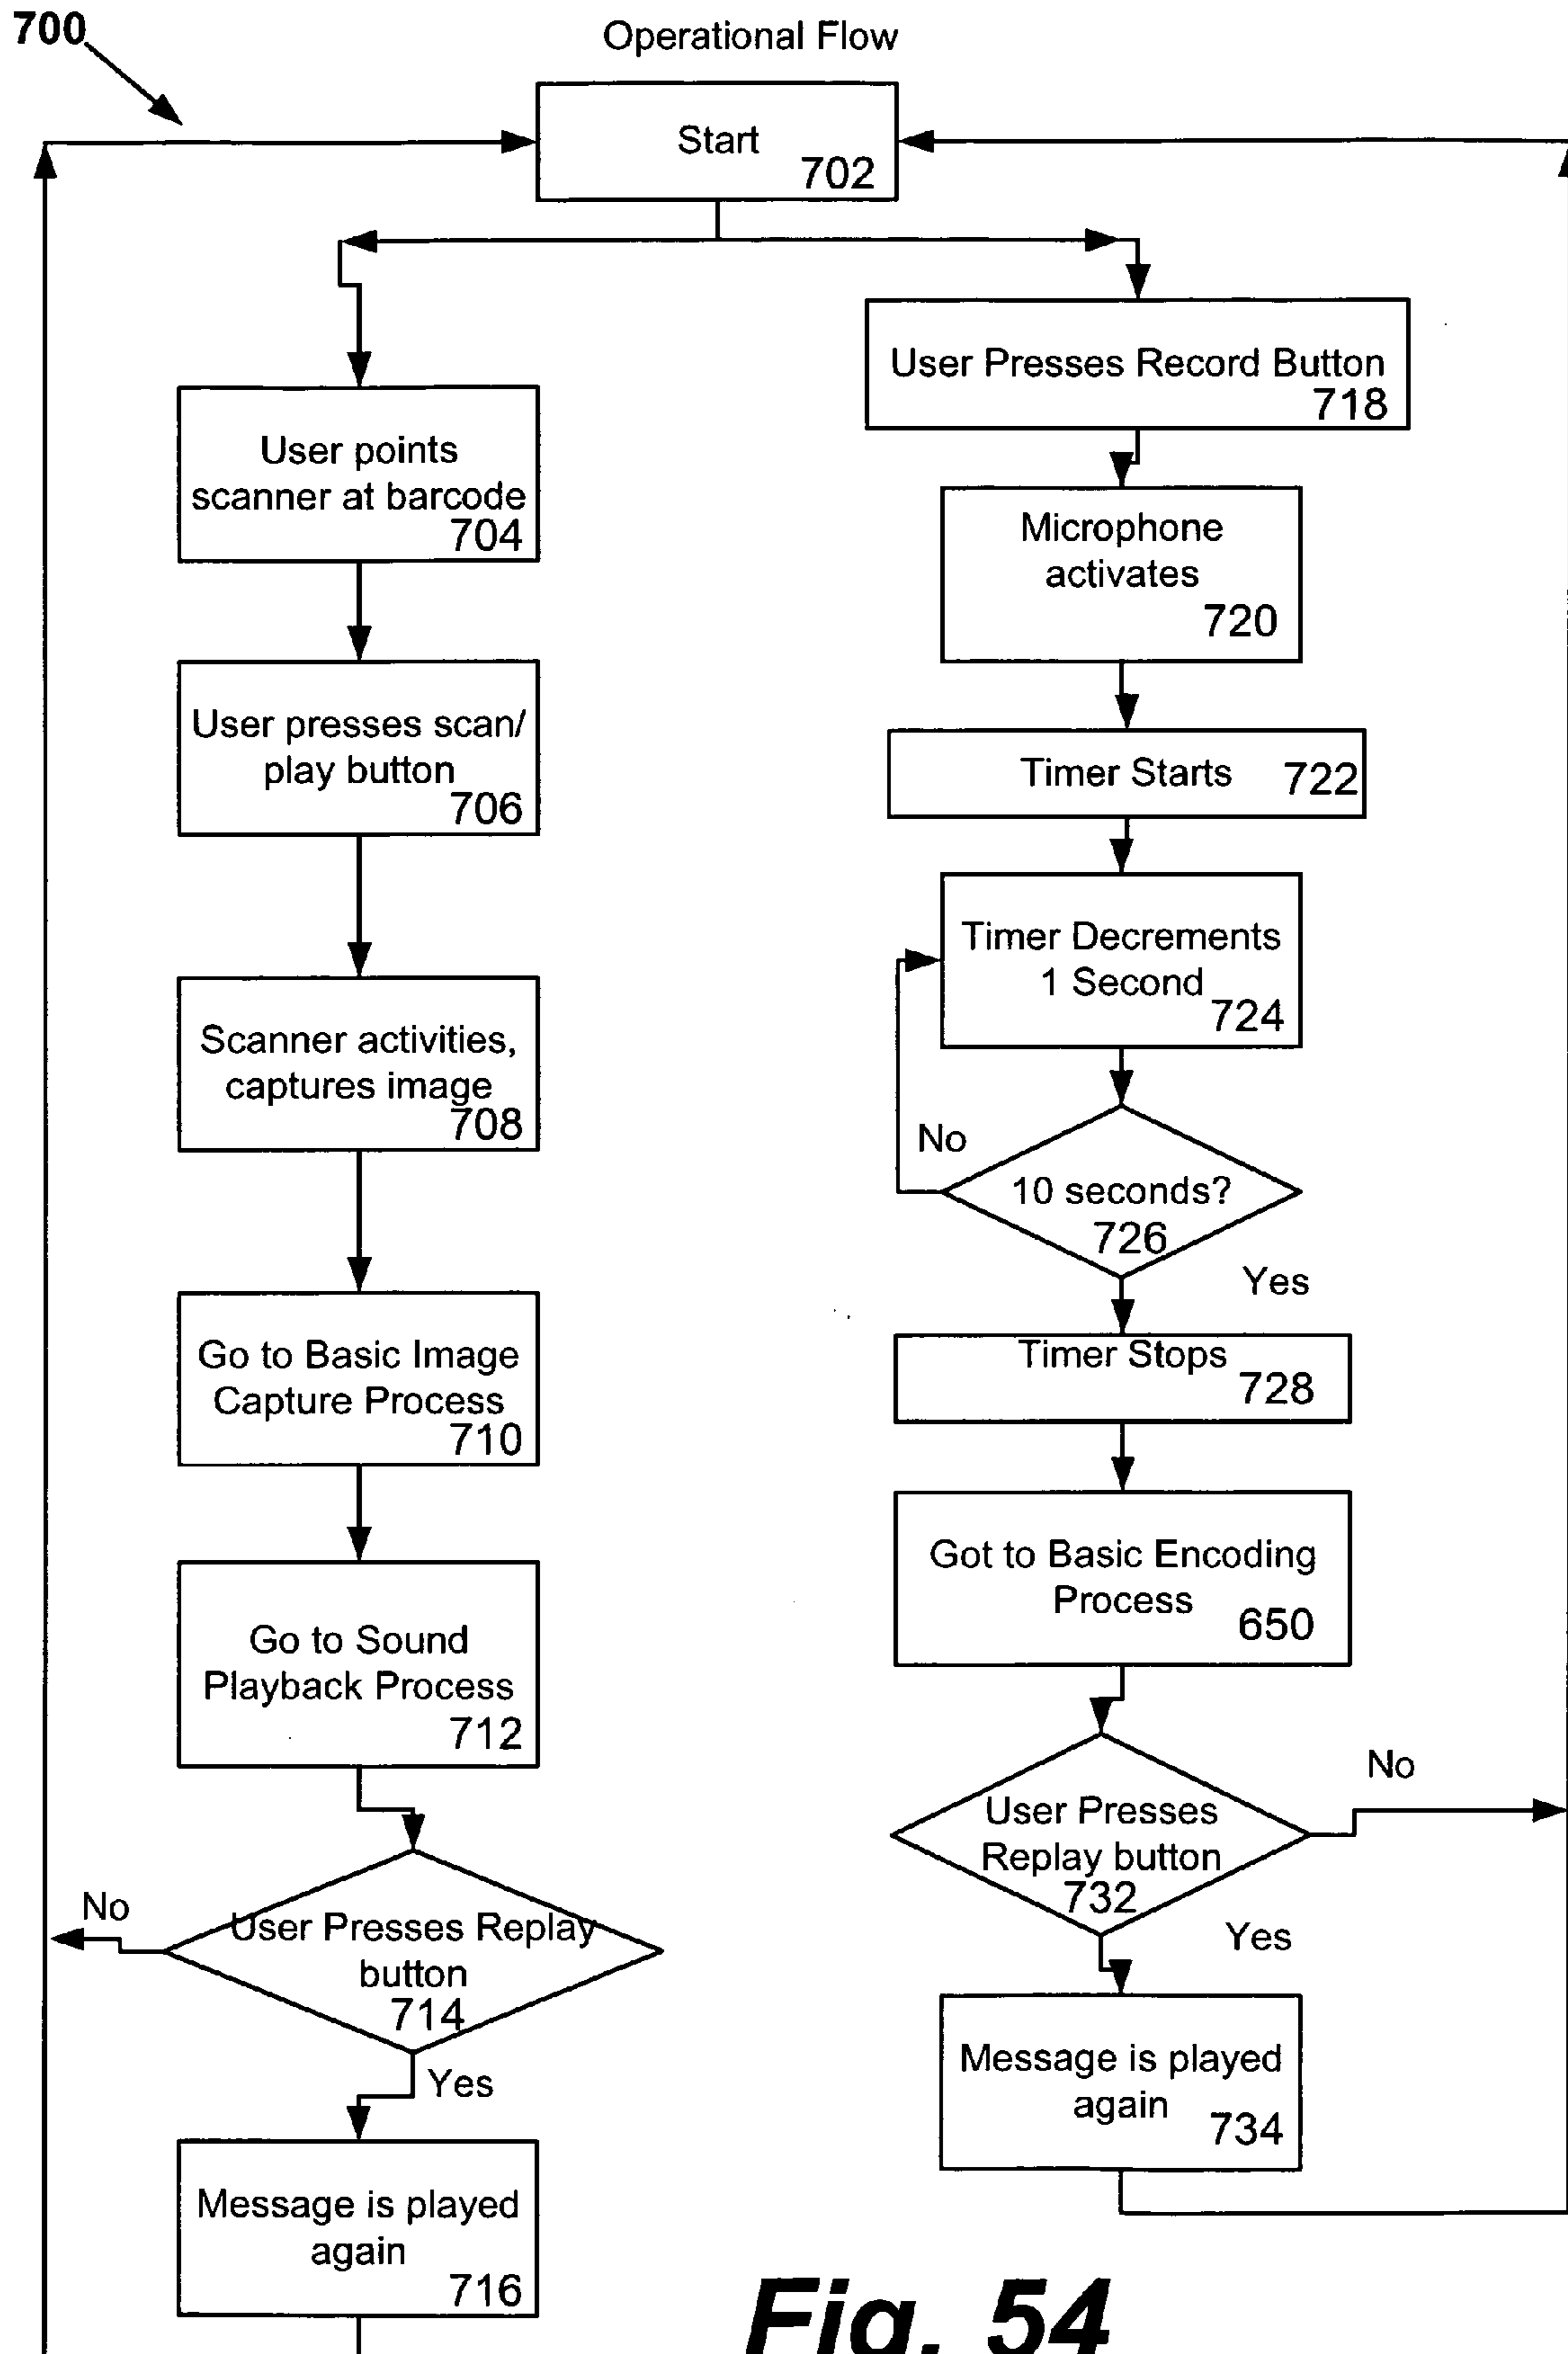 700
Operational Flow
Start
702
User points
scanner at barcode
704
User presses scan/
play button
706
Scanner activities,
captures image
708
Go to Basic Image
Capture Process
710
Go to Sound
Playback Process
712
No
User Presses Replay
button
714
Yes
Message is played
again
716
User Presses Record Button
718
Microphone
activates
720
Timer Starts 722
Timer Decrements
1 Second
724
No
10 seconds?
726
Yes
Timer Stops
728
Got to Basic Encoding
Process
650
No
User Presses
Replay button
732
Yes
Message is played
again
734
Fig. 54